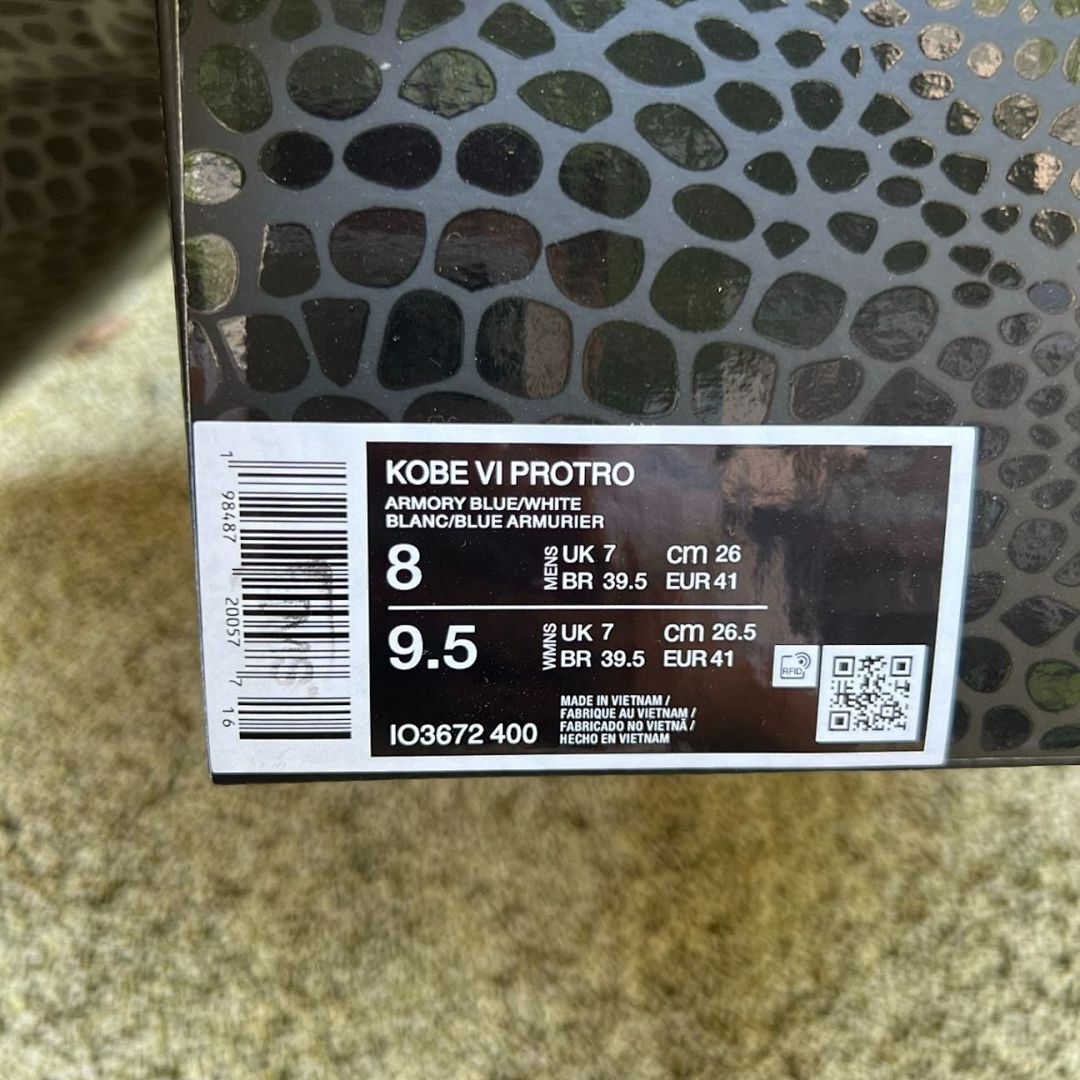 KOBE VI PROTRO
ARMORY BLUE/WHITE
BLANC/BLUE ARMURIER
8
MENS
UK 7 cm 26
BR 39.5 EUR 41
9.5
WMNS
UK 7 cm 26.5
BR 39.5 EUR 41
RFID
IO3672 400
MADE IN VIETNAM /
FABRIQUE AU VIETNAM /
FABRICADO NO VIETNÃ /
HECHO EN VIETNAM
1 98487 20057 7 16